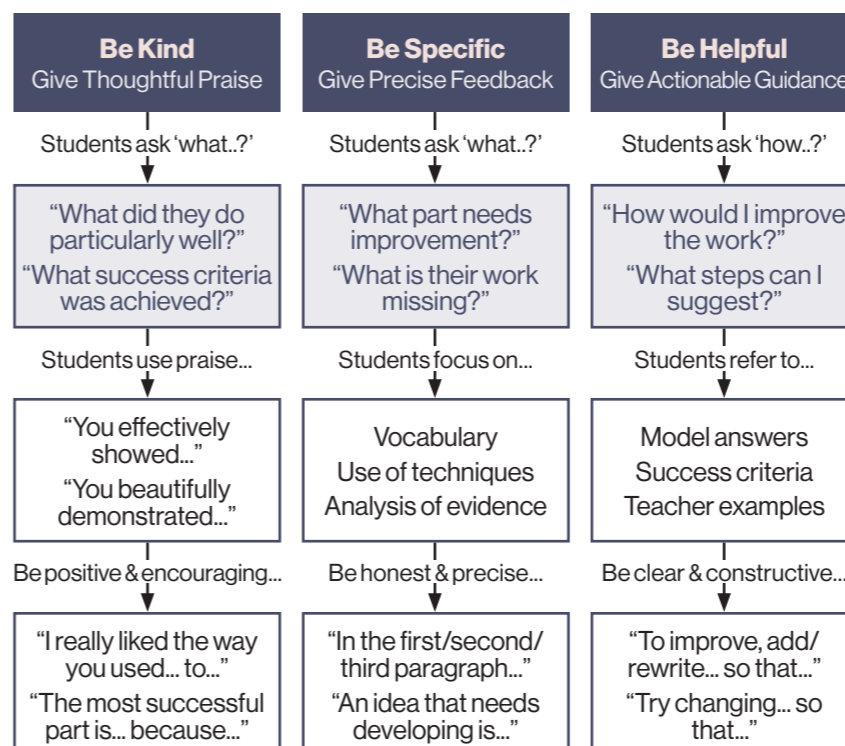 Be Kind
Give Thoughtful Praise
Students ask ‘what..?’
“What did they do
particularly well?”
“What success criteria
was achieved?”
Students use praise...
“You effectively
showed...”
“You beautifully
demonstrated...”
Be positive & encouraging...
“I really liked the way
you used... to...”
“The most successful
part is... because...”
Be Specific
Give Precise Feedback
Students ask ‘what..?’
“What part needs
improvement?”
“What is their work
missing?”
Students focus on...
Vocabulary
Use of techniques
Analysis of evidence
Be honest & precise...
“In the first/second/
third paragraph...”
“An idea that needs
developing is...”
Be Helpful
Give Actionable Guidance
Students ask ‘how..?’
“How would I improve
the work?”
“What steps can I
suggest?”
Students refer to...
Model answers
Success criteria
Teacher examples
Be clear & constructive...
“To improve, add/
rewrite... so that...”
“Try changing... so
that...”